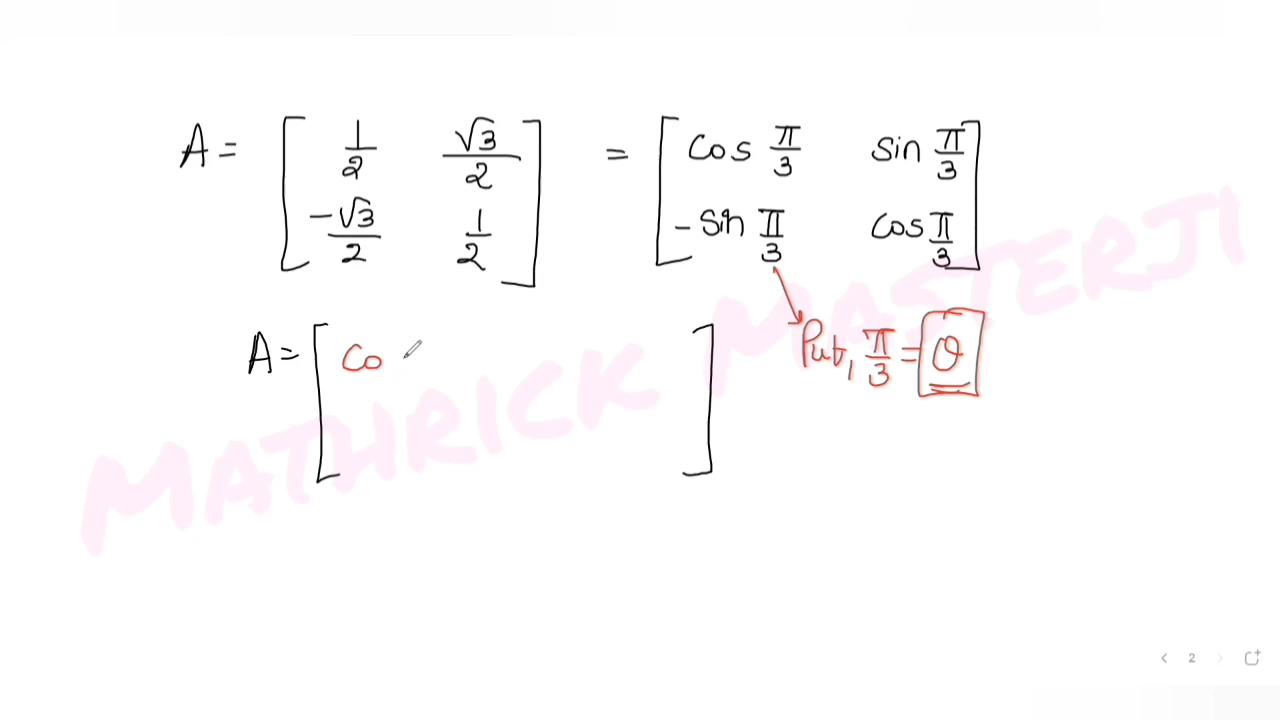 A = [ 1/2 √3/2 ; -√3/2 1/2 ] = [ cos π/3 sin π/3 ; - sin π/3 cos π/3 ]
A = [ Co ]
Put, π/3 = θ
MATHRICK MASTERJI
2